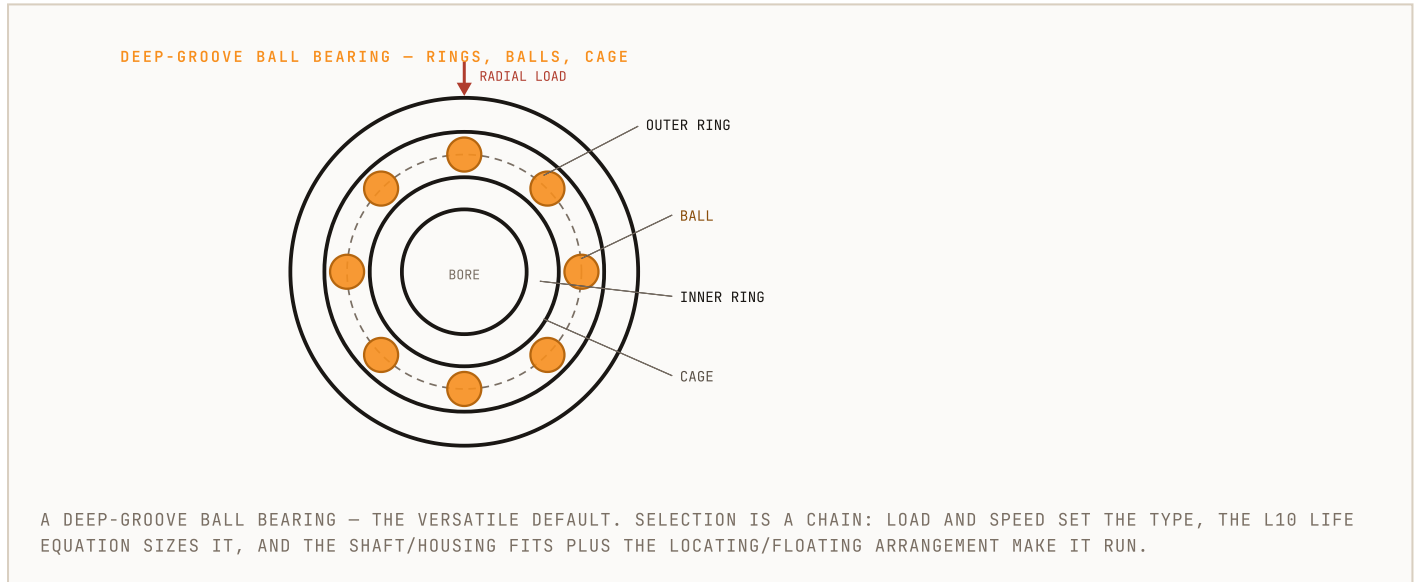 DEEP-GROOVE BALL BEARING — RINGS, BALLS, CAGE
RADIAL LOAD
OUTER RING
BALL
BORE
INNER RING
CAGE
A DEEP-GROOVE BALL BEARING — THE VERSATILE DEFAULT. SELECTION IS A CHAIN: LOAD AND SPEED SET THE TYPE, THE L10 LIFE
EQUATION SIZES IT, AND THE SHAFT/HOUSING FITS PLUS THE LOCATING/FLOATING ARRANGEMENT MAKE IT RUN.